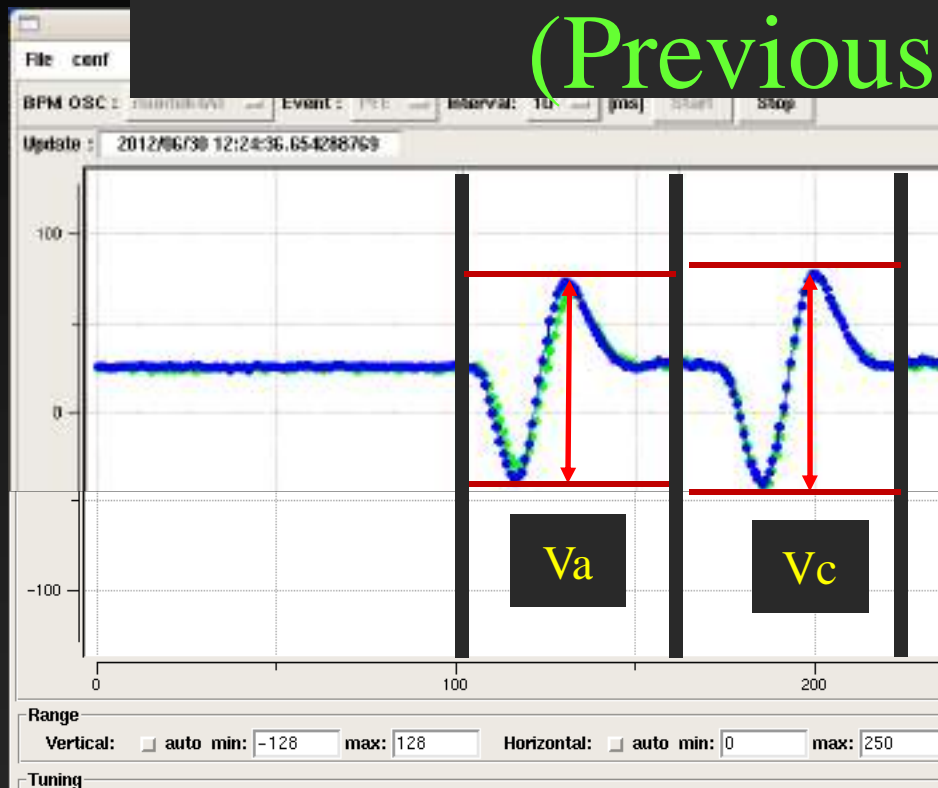 (Previous
File conf
BPM OSC : Event : Interval: 10 [ms] Start Stop
Update : 2012/06/30 12:24:36.654288769
100
0
-100
Va
Vc
0 100 200
Range
Vertical: auto min: -128 max: 128 Horizontal: auto min: 0 max: 250
Tuning